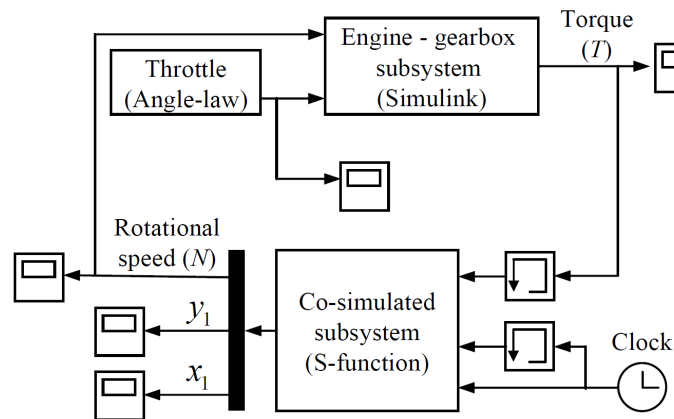 Torque
(T)
Engine - gearbox
subsystem
(Simulink)
Throttle
(Angle-law)
Rotational
speed (N)
y1
x1
Co-simulated
subsystem
(S-function)
Clock